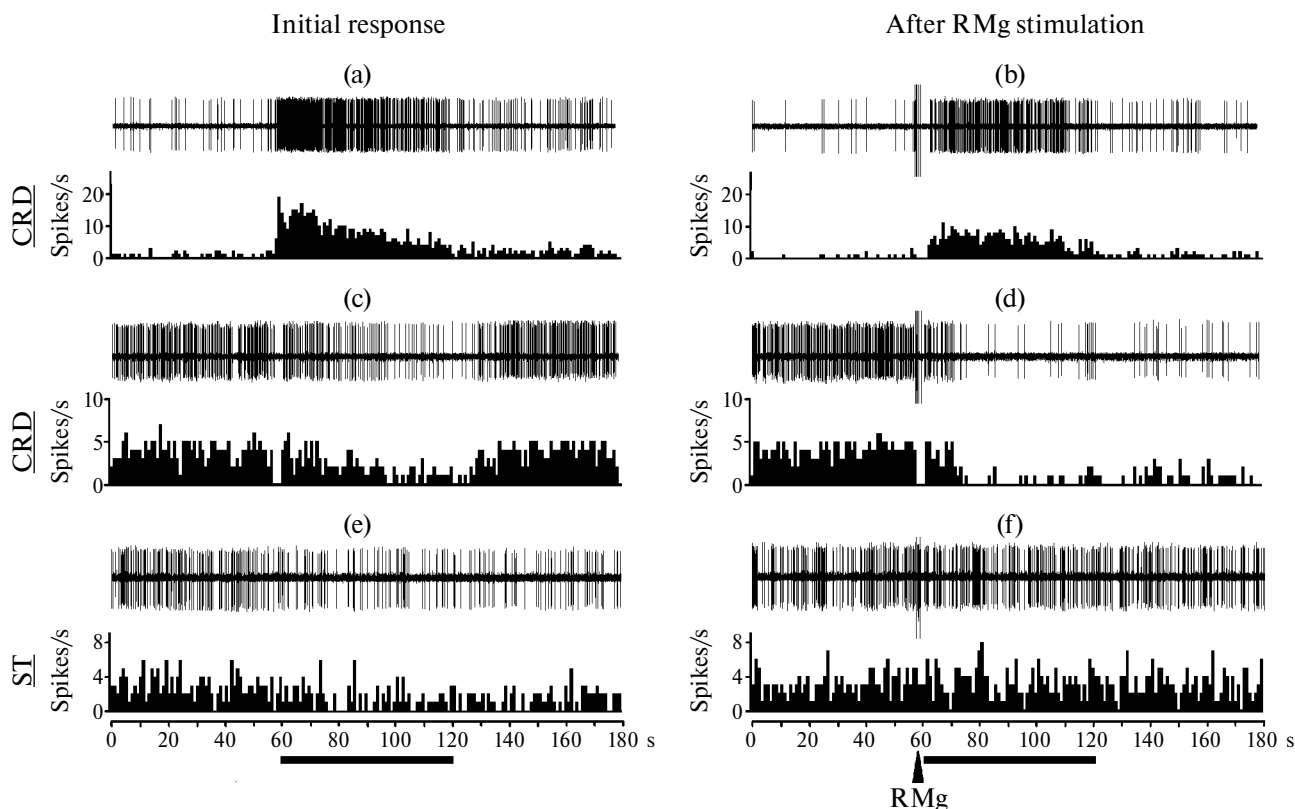 Initial response
After RMg stimulation
(a)
(b)
CRD
Spikes/s
20
10
0
Spikes/s
20
10
0
(c)
(d)
CRD
Spikes/s
10
5
0
Spikes/s
10
5
0
(e)
(f)
ST
Spikes/s
8
4
0
Spikes/s
8
4
0
0 20 40 60 80 100 120 140 160 180 s
0 20 40 60 80 100 120 140 160 180 s
RMg